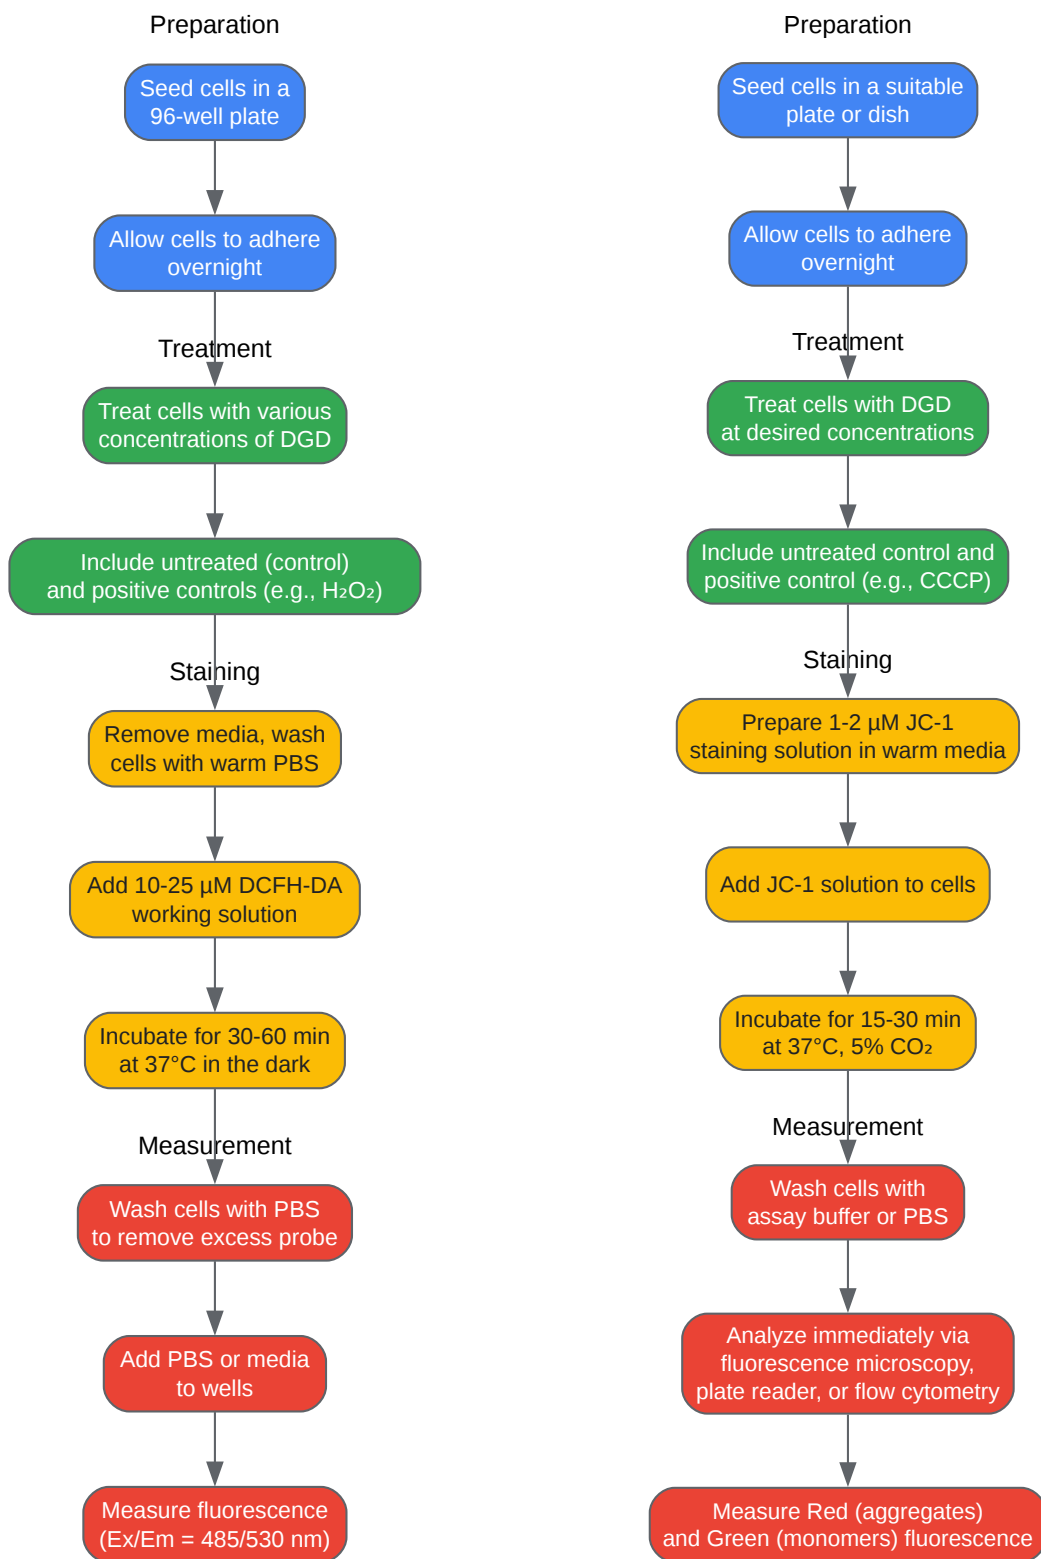 Preparation
Seed cells in a
96-well plate
Allow cells to adhere
overnight
Treatment
Treat cells with various
concentrations of DGD
Include untreated (control)
and positive controls (e.g., H₂O₂)
Staining
Remove media, wash
cells with warm PBS
Add 10-25 µM DCFH-DA
working solution
Incubate for 30-60 min
at 37°C in the dark
Measurement
Wash cells with PBS
to remove excess probe
Add PBS or media
to wells
Measure fluorescence
(Ex/Em = 485/530 nm)
Preparation
Seed cells in a suitable
plate or dish
Allow cells to adhere
overnight
Treatment
Treat cells with DGD
at desired concentrations
Include untreated control and
positive control (e.g., CCCP)
Staining
Prepare 1-2 µM JC-1
staining solution in warm media
Add JC-1 solution to cells
Incubate for 15-30 min
at 37°C, 5% CO₂
Measurement
Wash cells with
assay buffer or PBS
Analyze immediately via
fluorescence microscopy,
plate reader, or flow cytometry
Measure Red (aggregates)
and Green (monomers) fluorescence